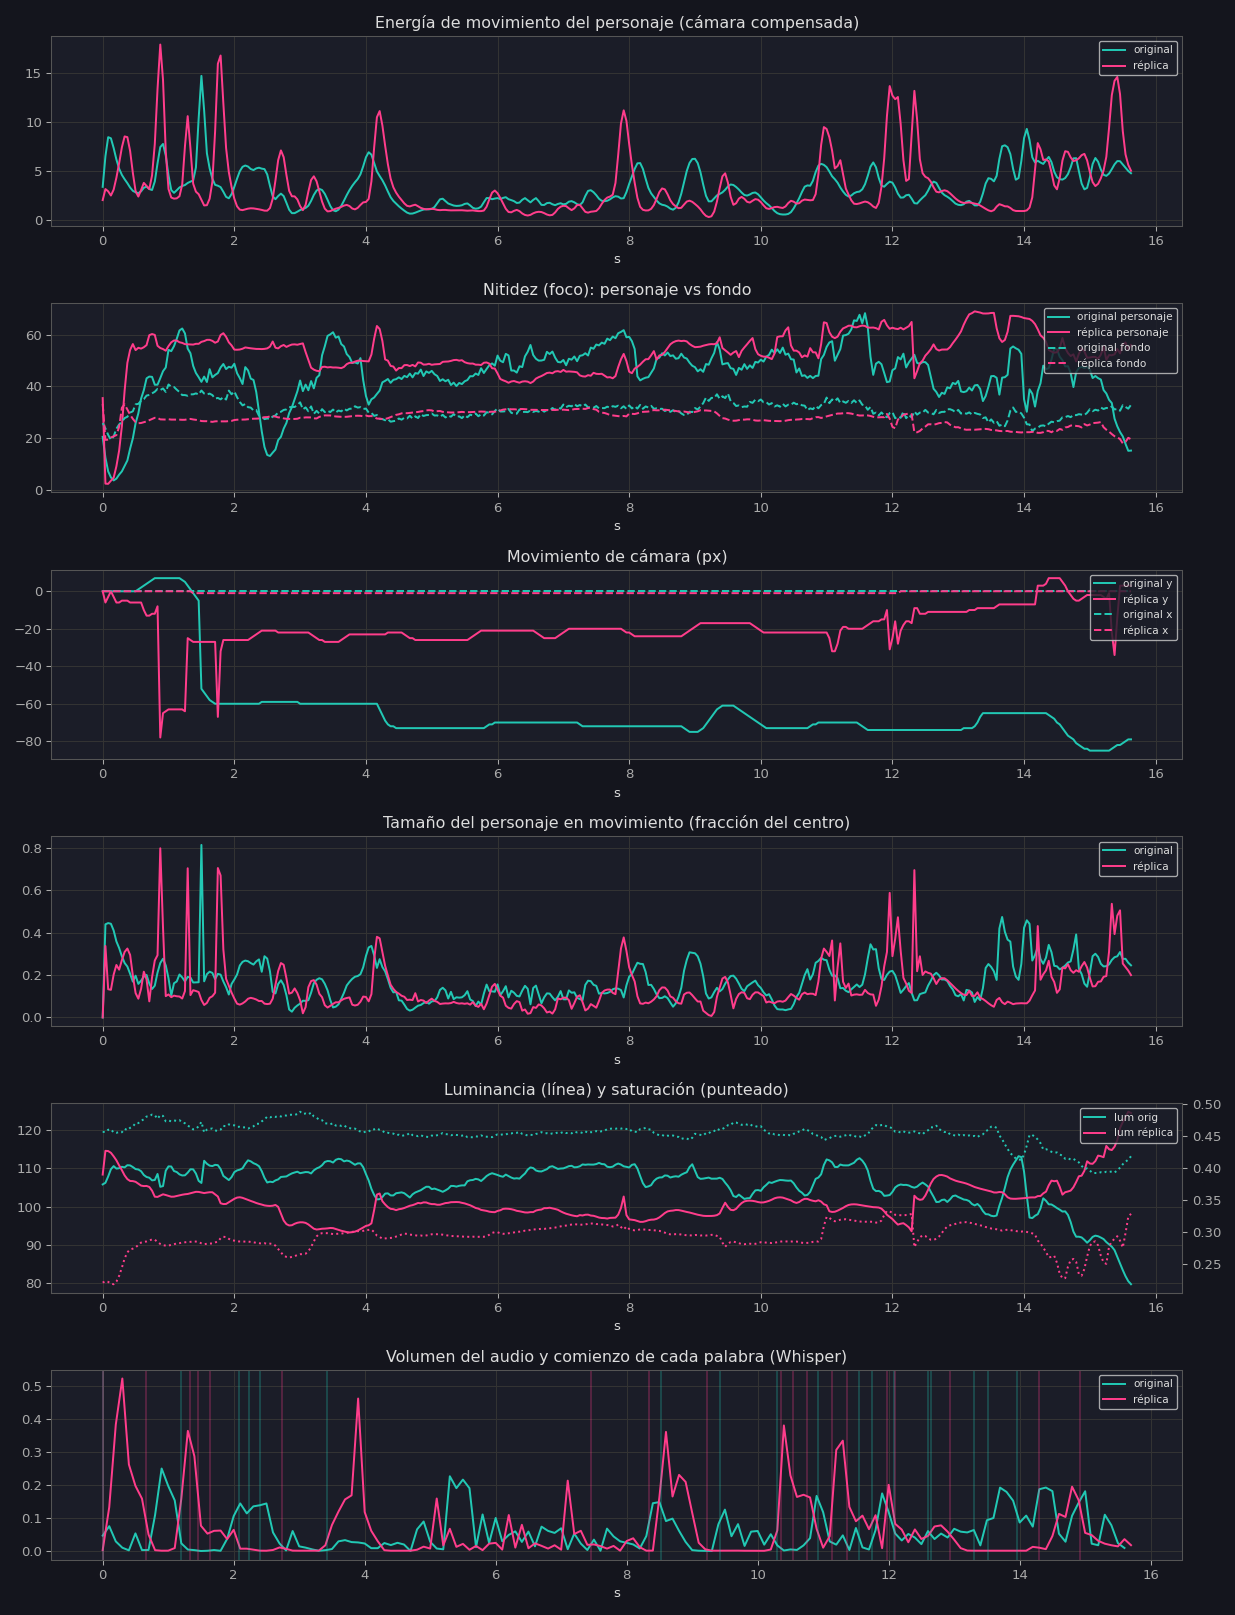 Energía de movimiento del personaje (cámara compensada)
original
réplica
15
10
5
0
0 2 4 6 8 10 12 14 16
s
Nitidez (foco): personaje vs fondo
original personaje
réplica personaje
original fondo
réplica fondo
60
40
20
0
0 2 4 6 8 10 12 14 16
s
Movimiento de cámara (px)
original y
réplica y
original x
réplica x
0
−20
−40
−60
−80
0 2 4 6 8 10 12 14 16
s
Tamaño del personaje en movimiento (fracción del centro)
original
réplica
0.8
0.6
0.4
0.2
0.0
0 2 4 6 8 10 12 14 16
s
Luminancia (línea) y saturación (punteado)
lum orig
lum réplica
120
110
100
90
80
0.50
0.45
0.40
0.35
0.30
0.25
0 2 4 6 8 10 12 14 16
s
Volumen del audio y comienzo de cada palabra (Whisper)
original
réplica
0.5
0.4
0.3
0.2
0.1
0.0
0 2 4 6 8 10 12 14 16
s